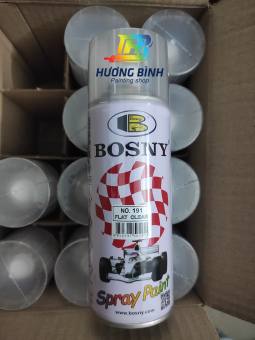 HƯƠNG BÌNH
Painting shop
B
BOSNY
NO. 191
FLAT CLEAR
Spray Paint
www.bosny.com